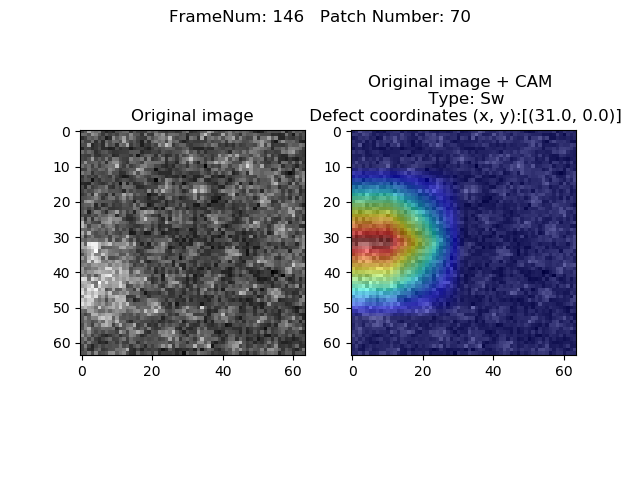 FrameNum: 146   Patch Number: 70
Original image
Original image + CAM
Type: Sw
Defect coordinates (x, y):[(31.0, 0.0)]
0
10
20
30
40
50
60
0 20 40 60
0
10
20
30
40
50
60
0 20 40 60